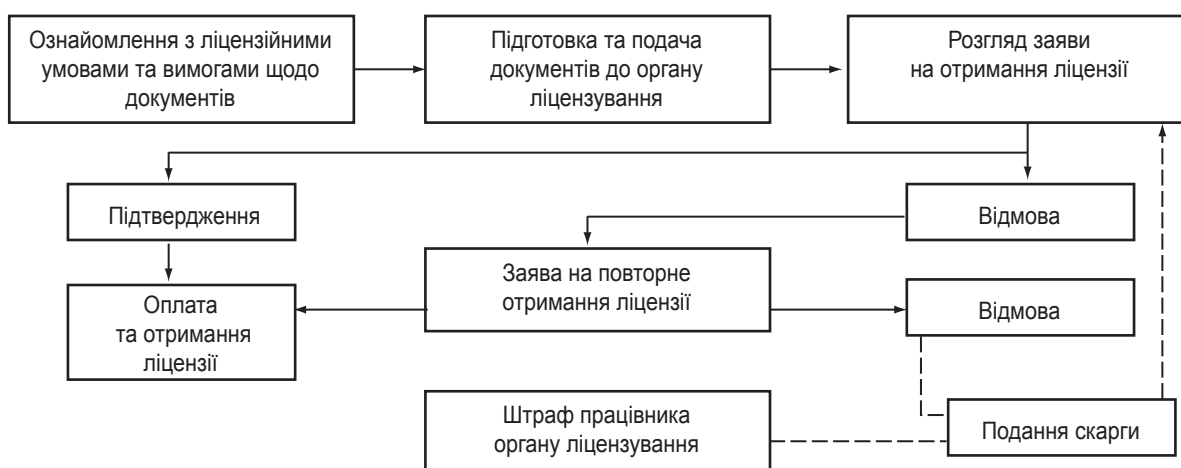 Ознайомлення з ліцензійними
умовами та вимогами щодо
документів
Підготовка та подача
документів до органу
ліцензування
Розгляд заяви
на отримання ліцензії
Підтвердження
Відмова
Заява на повторне
отримання ліцензії
Оплата
та отримання
ліцензії
Відмова
Штраф працівника
органу ліцензування
Подання скарги